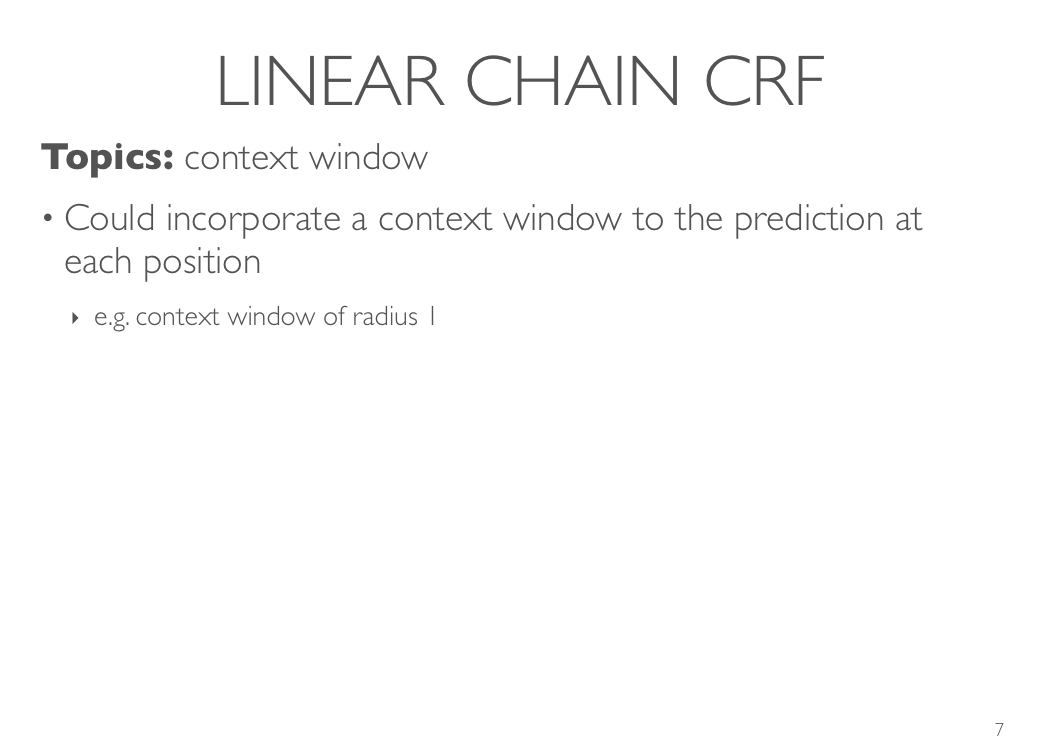 LINEAR CHAIN CRF
Topics: context window
• Could incorporate a context window to the prediction at
each position
‣ e.g. context window of radius 1
7